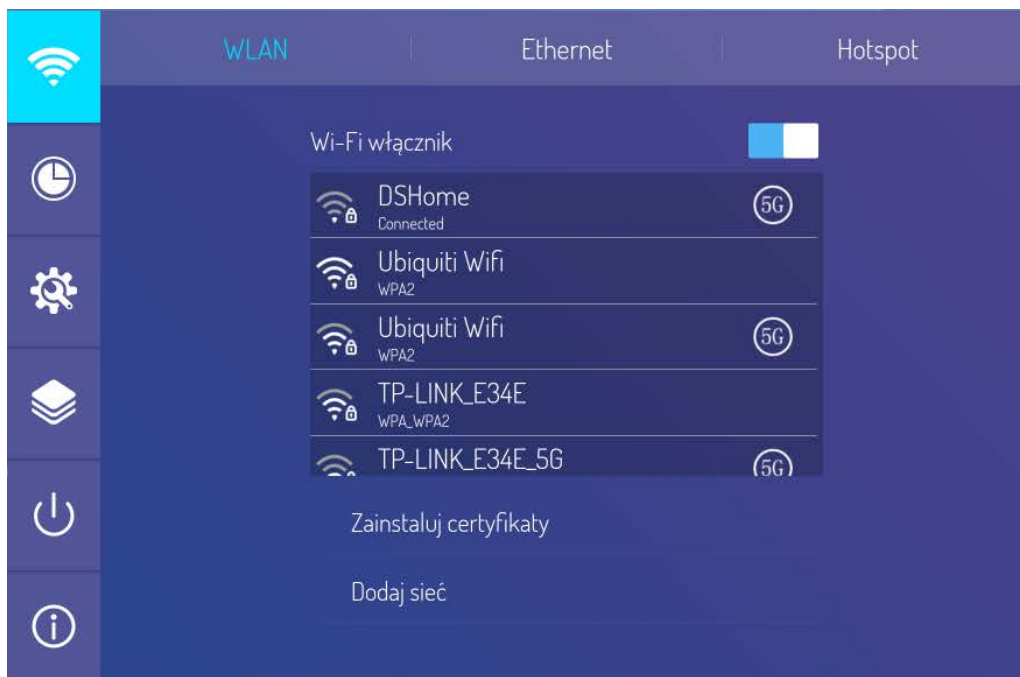 WLAN Ethernet Hotspot
Wi-Fi włącznik
DSHome
5G
Connected
Ubiquiti Wifi
WPA2
Ubiquiti Wifi
5G
WPA2
TP-LINK_E34E
WPA_WPA2
TP-LINK_E34E_5G
5G
Zainstaluj certyfikaty
Dodaj sieć